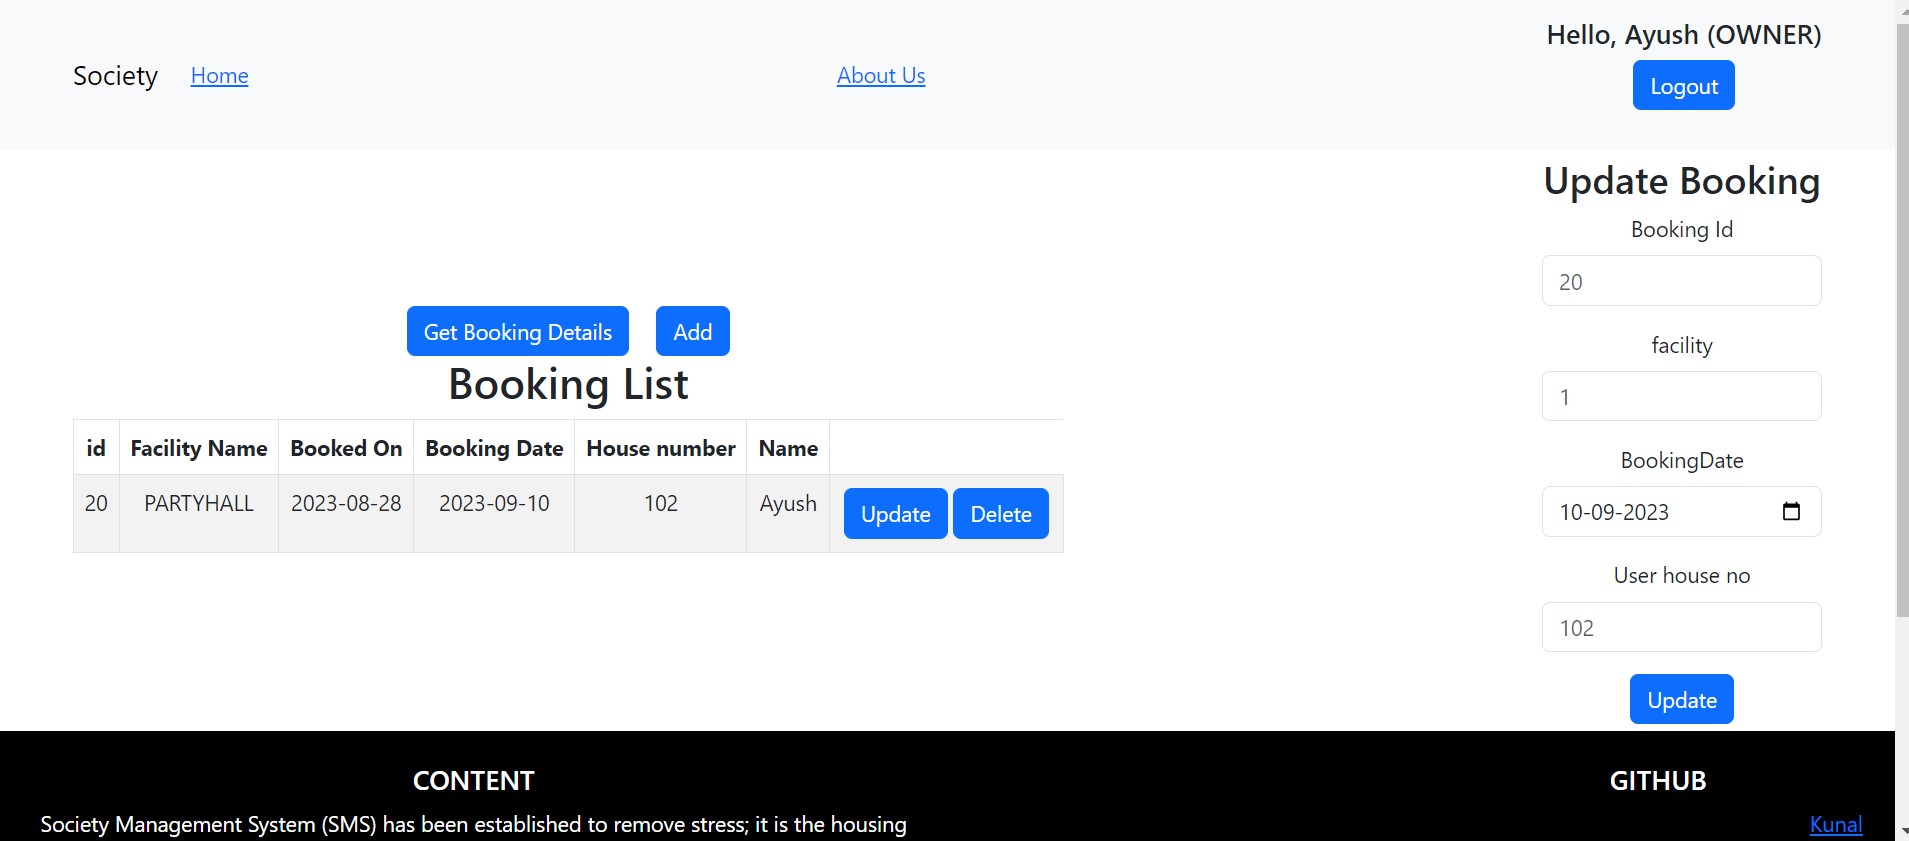 Society Home About Us
Hello, Ayush (OWNER)
Logout
Get Booking Details Add
Booking List
id Facility Name Booked On Booking Date House number Name
20 PARTYHALL 2023-08-28 2023-09-10 102 Ayush Update Delete
Update Booking
Booking Id
20
facility
1
BookingDate
10-09-2023
User house no
102
Update
CONTENT
Society Management System (SMS) has been established to remove stress; it is the housing
GITHUB
Kunal